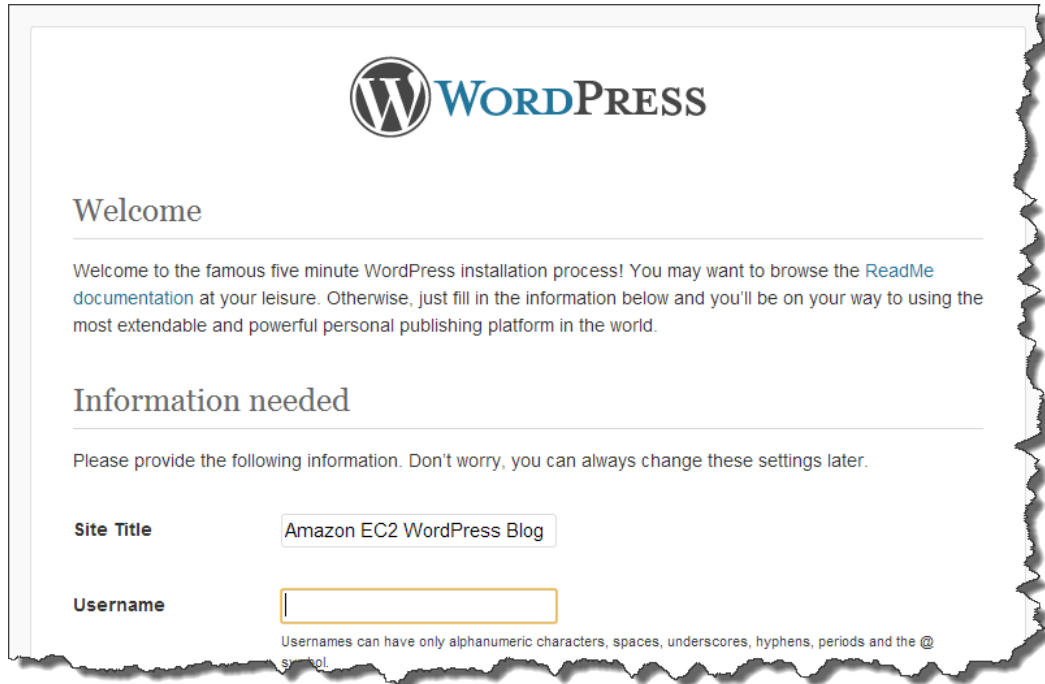 WORDPRESS
Welcome
Welcome to the famous five minute WordPress installation process! You may want to browse the ReadMe
documentation at your leisure. Otherwise, just fill in the information below and you’ll be on your way to using the
most extendable and powerful personal publishing platform in the world.
Information needed
Please provide the following information. Don’t worry, you can always change these settings later.
Site Title
Amazon EC2 WordPress Blog
Username
Usernames can have only alphanumeric characters, spaces, underscores, hyphens, periods and the @